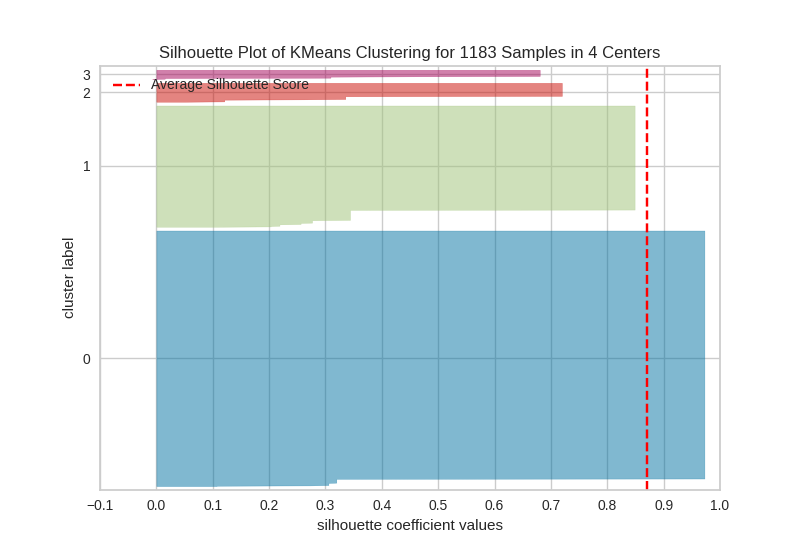 Silhouette Plot of KMeans Clustering for 1183 Samples in 4 Centers
3
Average Silhouette Score
2
1
cluster label
0
−0.1 0.0 0.1 0.2 0.3 0.4 0.5 0.6 0.7 0.8 0.9 1.0
silhouette coefficient values